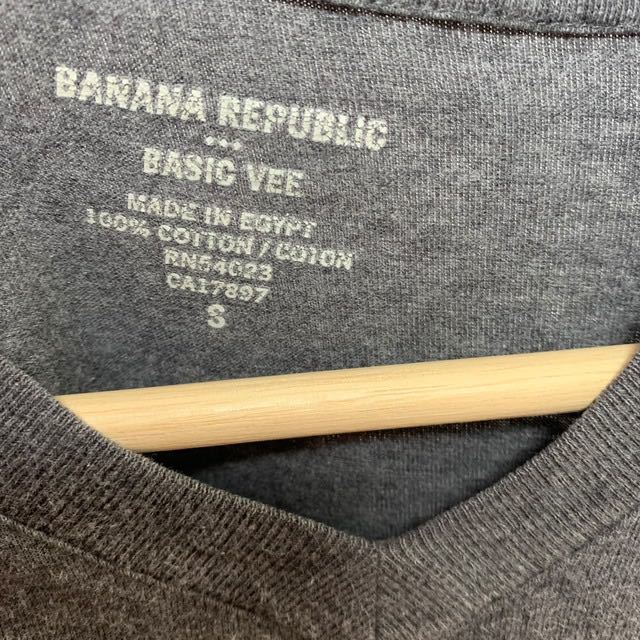 BANANA REPUBLIC
...
BASIC VEE
MADE IN EGYPT
100% COTTON / COTON
RN54023
CA17897
S